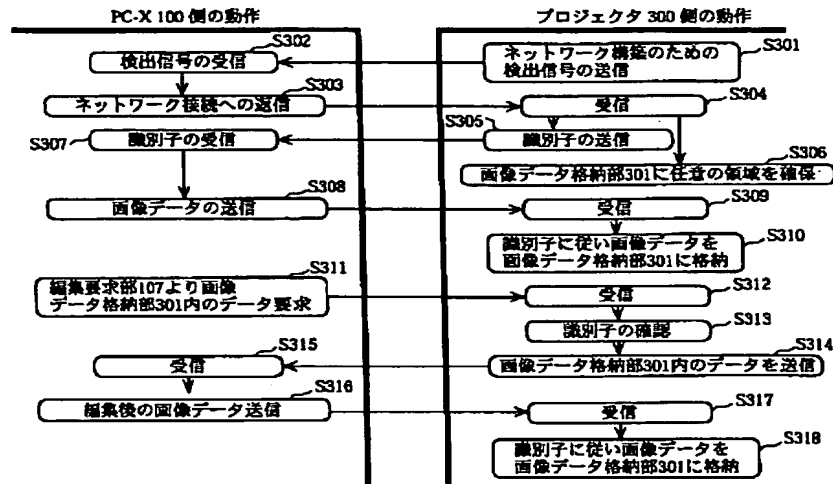 PC-X 100 側の動作
プロジェクタ 300 側の動作
S301
ネットワーク構築のための
検出信号の送信
S302
検出信号の受信
S303
ネットワーク接続への返信
S304
受信
S305
識別子の送信
S306
画像データ格納部301に任意の領域を確保
S307
識別子の受信
S308
画像データの送信
S309
受信
S310
識別子に従い画像データを
画像データ格納部301に格納
S311
編集要求部107より画像
データ格納部301内のデータ要求
S312
受信
S313
識別子の確認
S314
画像データ格納部301内のデータを送信
S315
受信
S316
編集後の画像データ送信
S317
受信
S318
識別子に従い画像データを
画像データ格納部301に格納